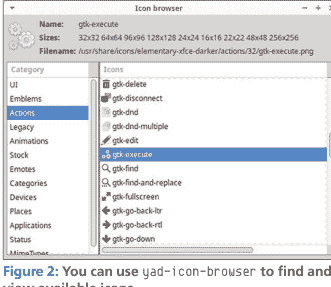 Icon browser
Name: gtk-execute
Sizes: 32x32 64x64 96x96 128x128 24x24 16x16 22x22 48x48 256x256
Filename: /usr/share/icons/elementary-xfce-darker/actions/32/gtk-execute.png
Category
Icons
UI
Emblems
Actions
Legacy
Animations
Stock
Emotes
Categories
Devices
Places
Applications
Status
MimeTypes
gtk-delete
gtk-disconnect
gtk-dnd
gtk-dnd-multiple
gtk-edit
gtk-execute
gtk-find
gtk-find-and-replace
gtk-fullscreen
gtk-go-back-ltr
gtk-go-back-rtl
gtk-go-down
Figure 2: You can use yad-icon-browser to find and
view available icons